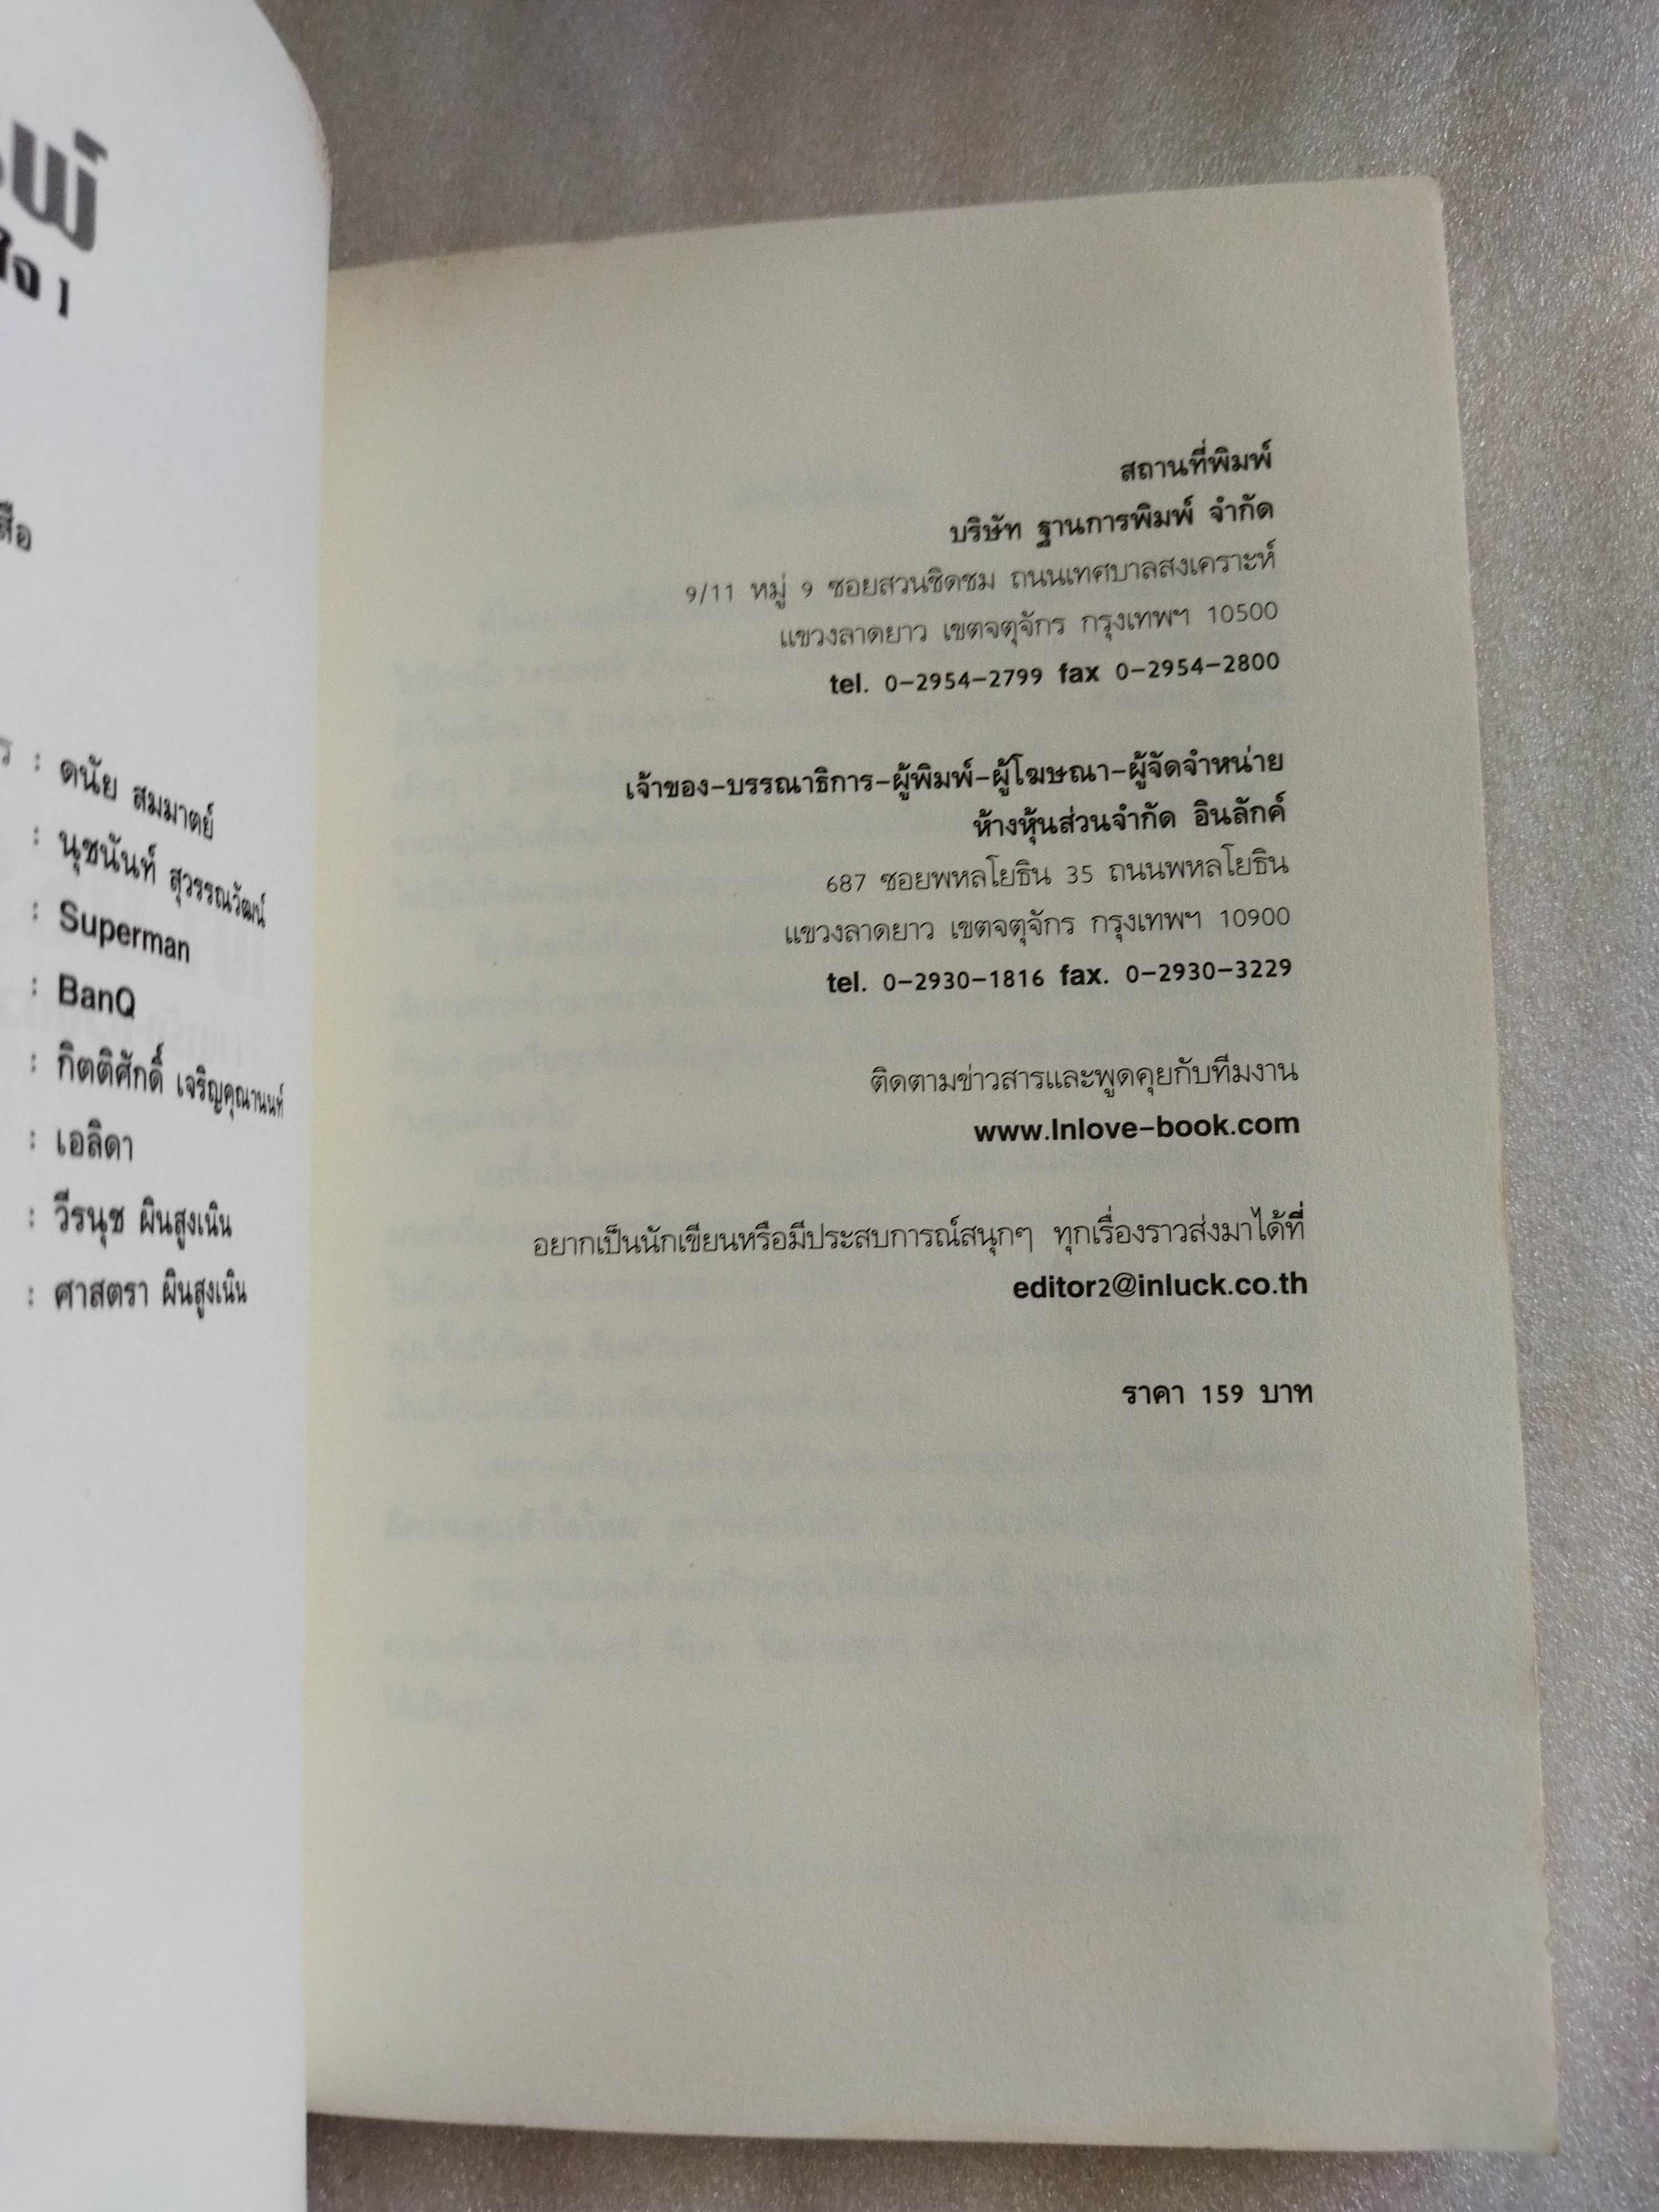 ดนัย สมมาตย์
: นุชนันท์ สุวรรณวัฒน์
: Superman
: BanQ
: กิตติศักดิ์ เจริญคุณานนท์
: เอลิดา
: วีรนุช ผินสูงเนิน
: ศาสตรา ผินสูงเนิน
สถานที่พิมพ์
บริษัท ฐานการพิมพ์ จำกัด
9/11 หมู่ 9 ซอยสวนชิดชม ถนนเทศบาลสงเคราะห์
แขวงลาดยาว เขตจตุจักร กรุงเทพฯ 10500
tel. 0-2954-2799 fax 0-2954-2800
เจ้าของ-บรรณาธิการ-ผู้พิมพ์-ผู้โฆษณา-ผู้จัดจำหน่าย
ห้างหุ้นส่วนจำกัด อินลักค์
687 ซอยพหลโยธิน 35 ถนนพหลโยธิน
แขวงลาดยาว เขตจตุจักร กรุงเทพฯ 10900
tel. 0-2930-1816 fax. 0-2930-3229
ติดตามข่าวสารและพูดคุยกับทีมงาน
www.Inlove-book.com
อยากเป็นนักเขียนหรือมีประสบการณ์สนุกๆ ทุกเรื่องราวส่งมาได้ที่
editor2@inluck.co.th
ราคา 159 บาท